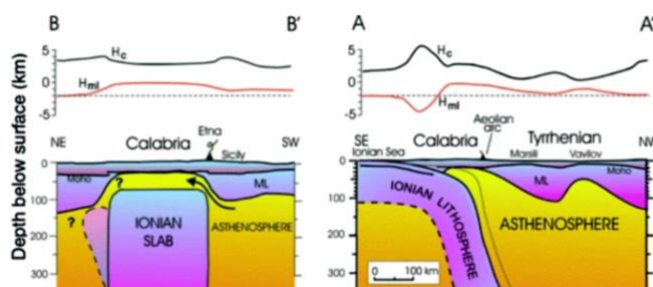 B B'
A A'
Depth below surface (km)
5
0
-5
Hc
Hml
NE Calabria Etna Sicily SW
0
100
200
300
Moho
?
?
ML
IONIAN
SLAB
ASTHENOSPHERE
5
0
-5
Hc
Hml
SE Calabria Aeolian arc Tyrrhenian NW
Ionian Sea
Marsili Vavilov
0
100
200
300
Moho
ML
IONIAN LITHOSPHERE
ASTHENOSPHERE
0 100 km